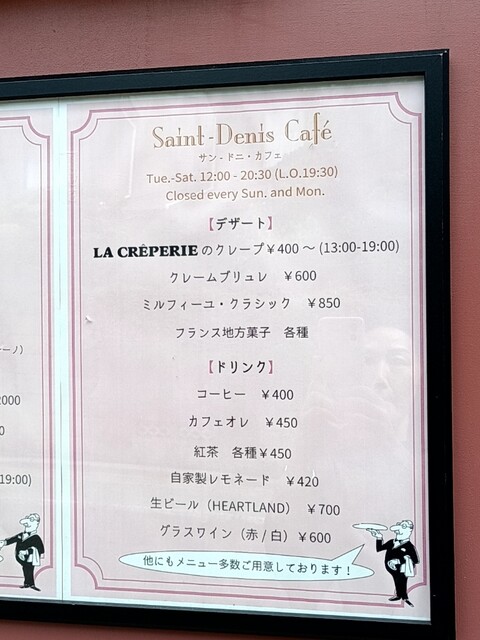 Saint-Denis Café
サン-ドニ・カフェ
Tue.-Sat. 12:00 - 20:30 (L.O.19:30)
Closed every Sun. and Mon.
【デザート】
LA CRÊPERIE のクレープ￥400 ～ (13:00-19:00)
クレームブリュレ ￥600
ミルフィーユ・クラシック ￥850
フランス地方菓子 各種
【ドリンク】
コーヒー ￥400
カフェオレ ￥450
紅茶 各種￥450
自家製レモネード ￥420
生ビール（HEARTLAND） ￥700
グラスワイン（赤 / 白）￥600
他にもメニュー多数ご用意しております！
ーノ）
2000
0
19:00)